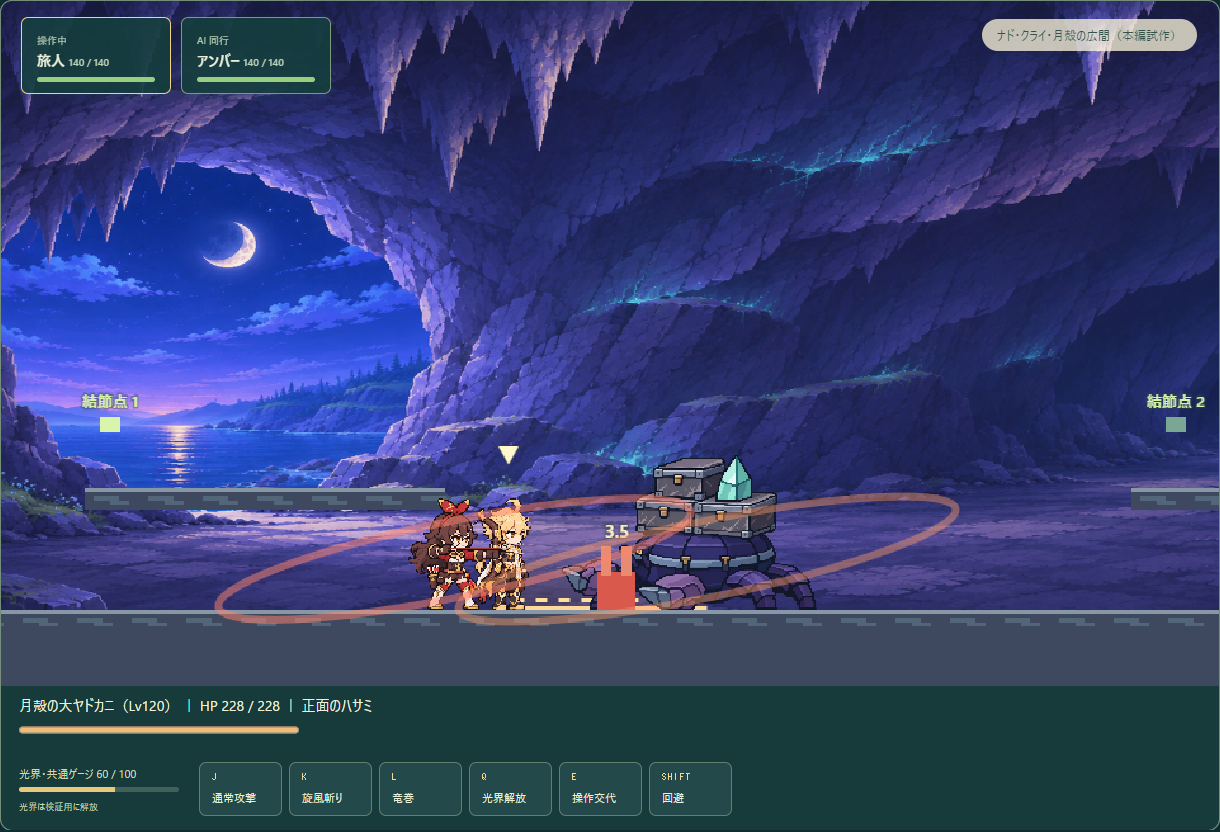 操作中
旅人 140 / 140
AI 同行
アンバー 140 / 140
ナド・クライ・月殻の広間（本編試作）
結節点 1
結節点 2
3.5
月殻の大ヤドカニ（Lv120） | HP 228 / 228 | 正面のハサミ
光界・共通ゲージ 60 / 100
光界は検証用に解放
J
通常攻撃
K
旋風斬り
L
竜巻
Q
光界解放
E
操作交代
SHIFT
回避